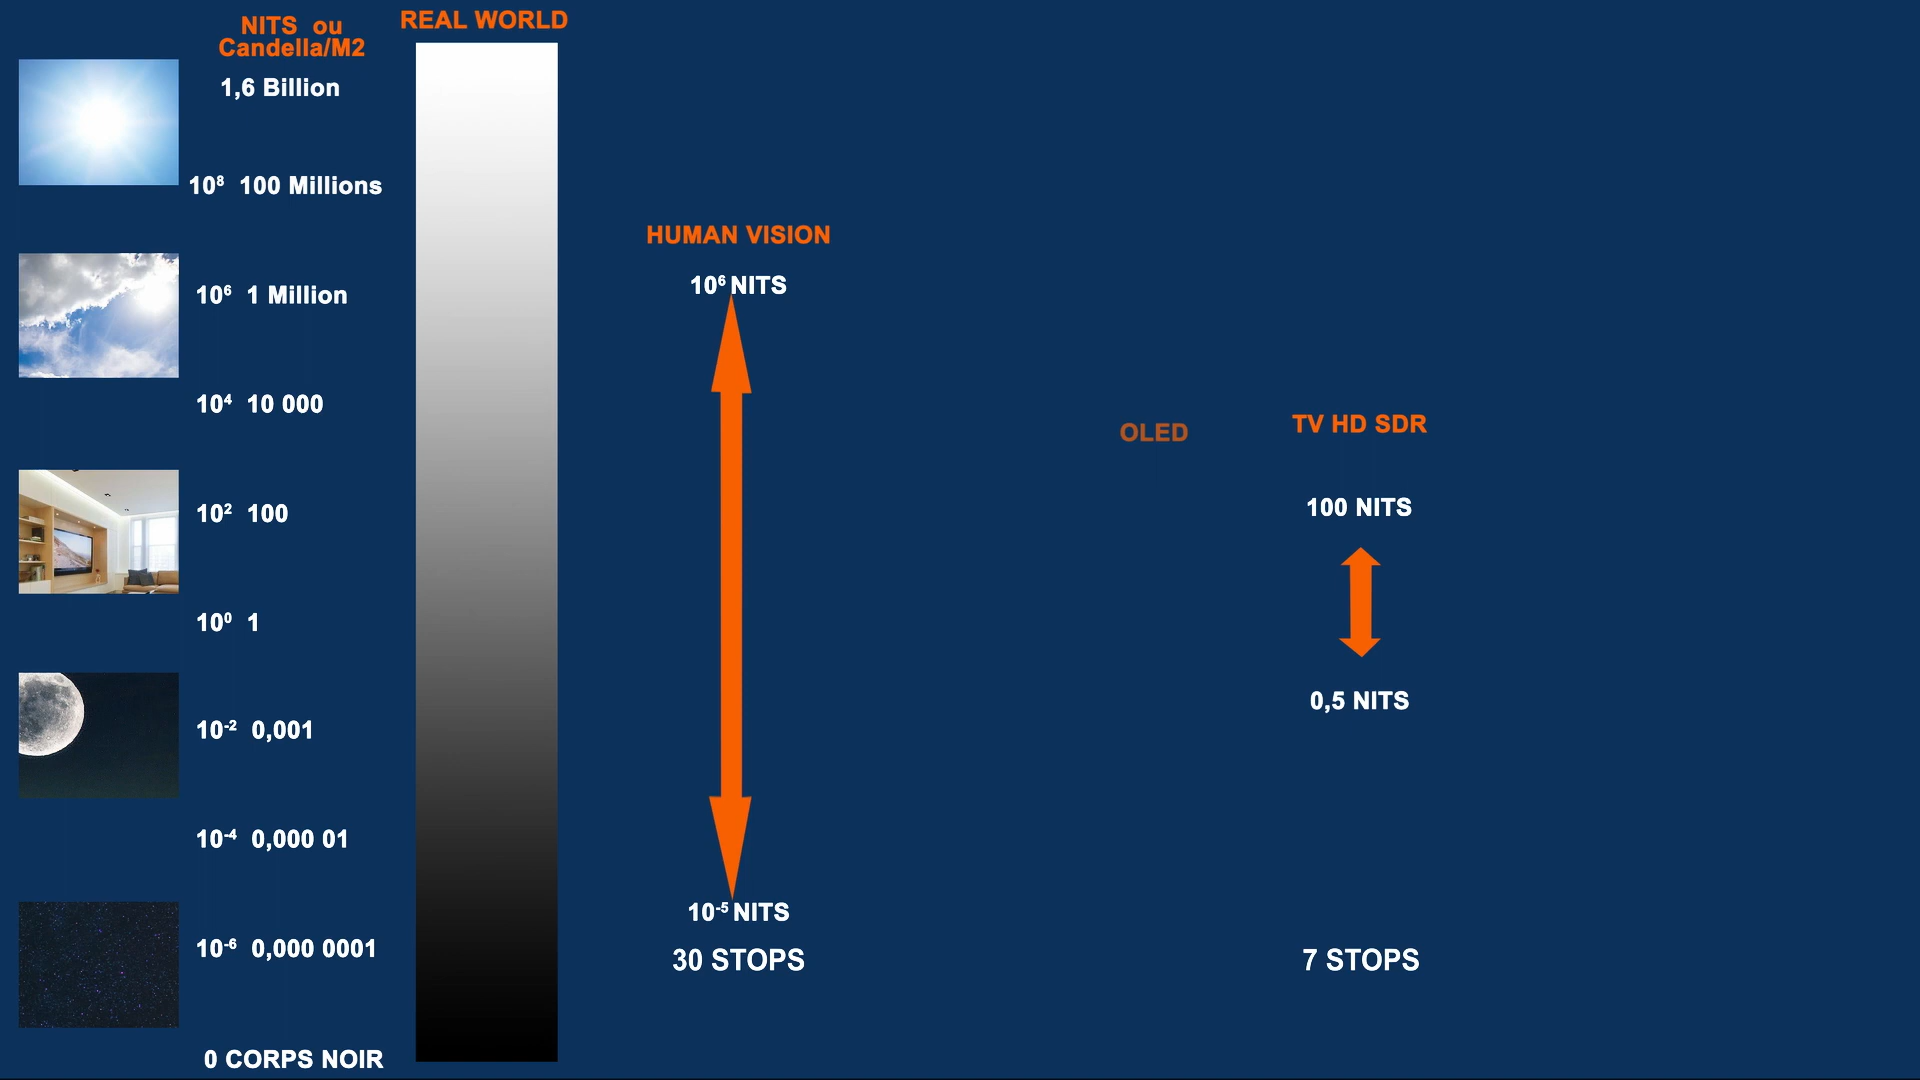 NITS ou
Candella/M2
REAL WORLD
1,6 Billion
10⁸ 100 Millions
HUMAN VISION
10⁶ NITS
10⁶ 1 Million
10⁴ 10 000
OLED
TV HD SDR
10² 100
100 NITS
10⁰ 1
0,5 NITS
10⁻² 0,001
10⁻⁴ 0,000 01
10⁻⁵ NITS
10⁻⁶ 0,000 0001
30 STOPS
7 STOPS
0 CORPS NOIR